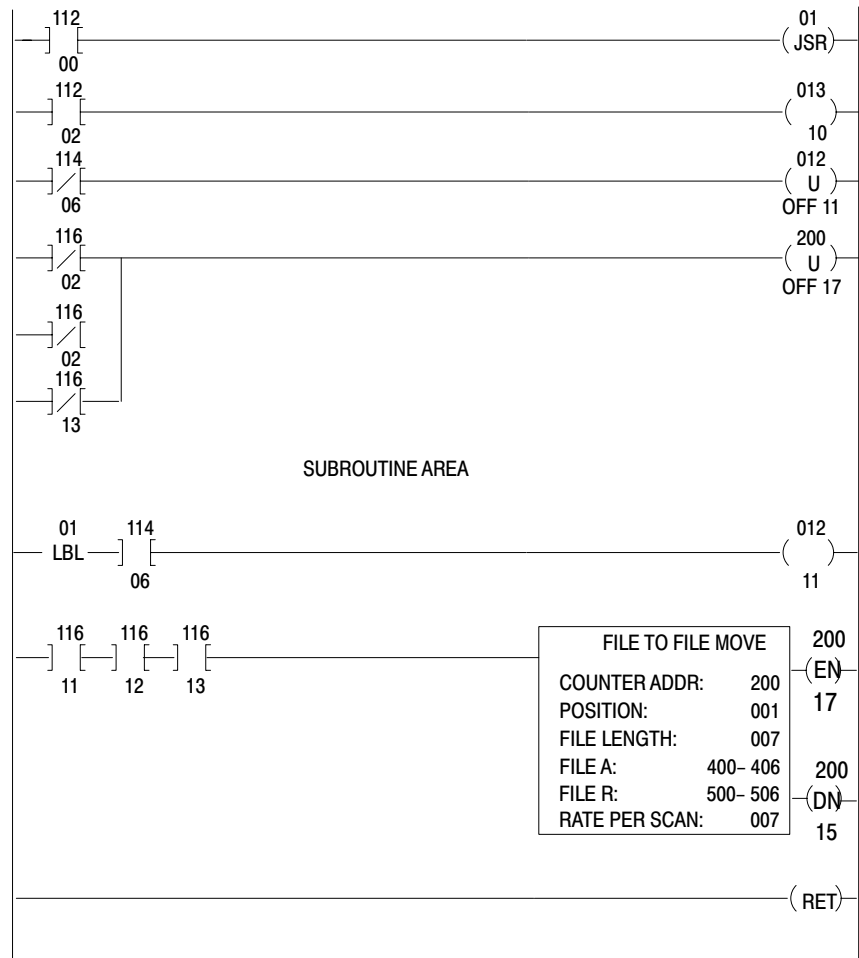 112 01
JSR
00
112 013
02 10
114 012
U
06 OFF 11
116 200
U
02 OFF 17
116
02
116
13
SUBROUTINE AREA
01 114 012
LBL
06 11
116 116 116 FILE TO FILE MOVE 200
EN
11 12 13 COUNTER ADDR: 200 17
POSITION: 001
FILE LENGTH: 007
FILE A: 400– 406 200
FILE R: 500– 506 DN
RATE PER SCAN: 007 15
RET